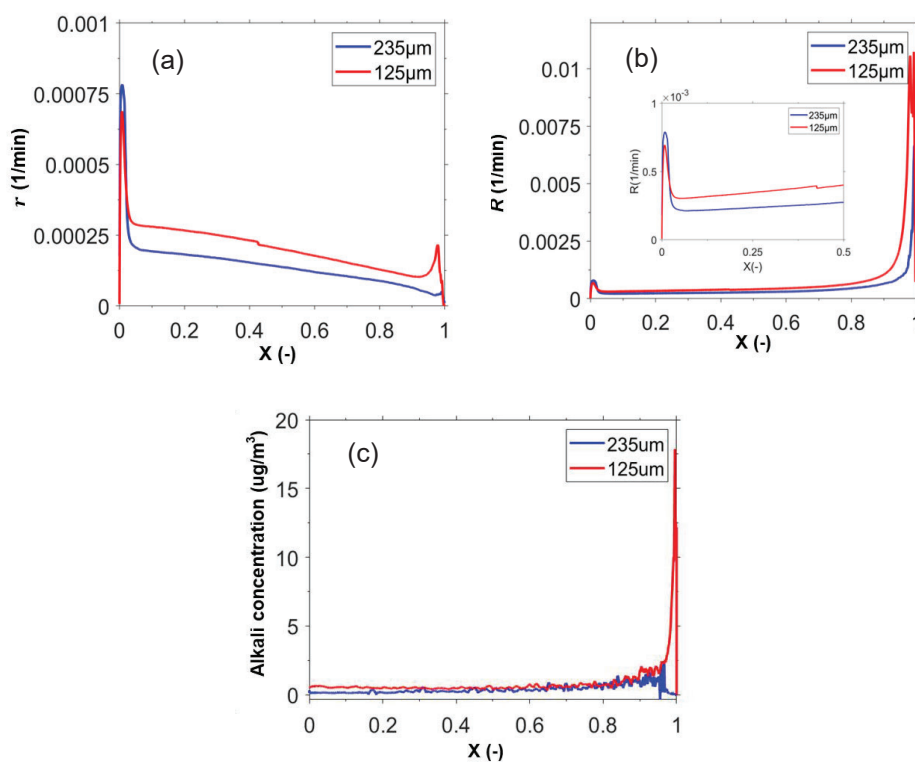 (a)
235μm
125μm
0.001
0.00075
0.0005
0.00025
0
r (1/min)
0 0.2 0.4 0.6 0.8 1
X (-)
(b)
235μm
125μm
0.01
0.0075
0.005
0.0025
0
R (1/min)
0 0.2 0.4 0.6 0.8 1
X (-)
×10⁻³
235μm
125μm
1
0.5
0
R(1/min)
0 0.25 0.5
X(-)
(c)
235um
125um
20
15
10
5
0
Alkali concentration (ug/m³)
0 0.2 0.4 0.6 0.8 1
X (-)